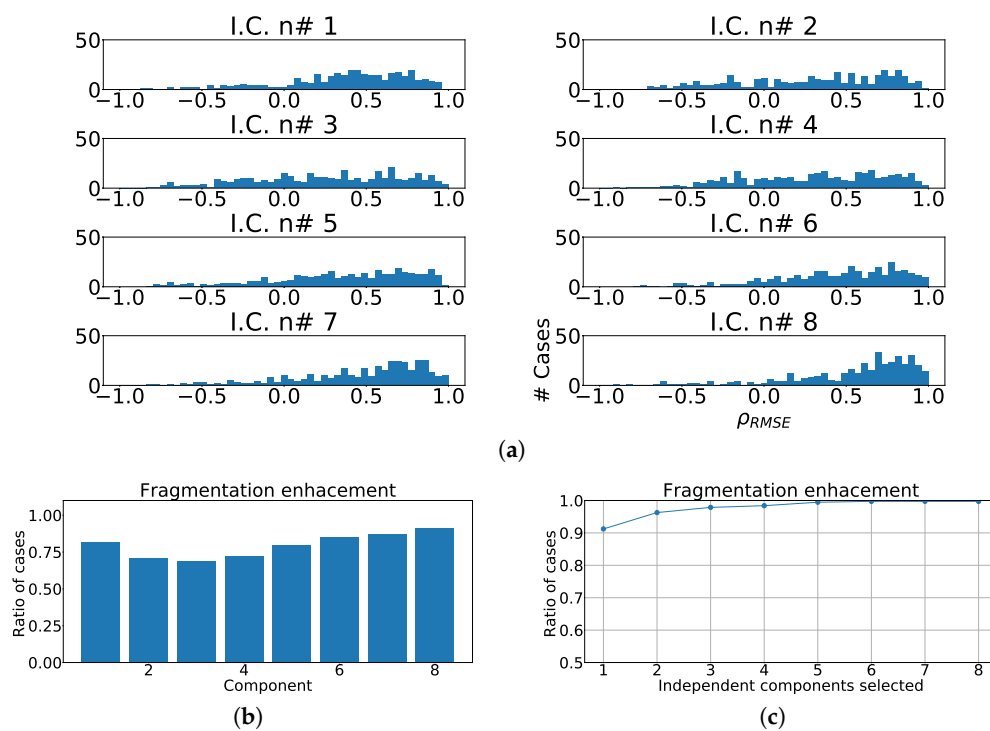 I.C. n# 1
50
0
−1.0 −0.5 0.0 0.5 1.0
I.C. n# 2
50
0
−1.0 −0.5 0.0 0.5 1.0
I.C. n# 3
50
0
−1.0 −0.5 0.0 0.5 1.0
I.C. n# 4
50
0
−1.0 −0.5 0.0 0.5 1.0
I.C. n# 5
50
0
−1.0 −0.5 0.0 0.5 1.0
I.C. n# 6
50
0
−1.0 −0.5 0.0 0.5 1.0
I.C. n# 7
50
0
−1.0 −0.5 0.0 0.5 1.0
I.C. n# 8
# Cases
50
0
−1.0 −0.5 0.0 0.5 1.0
ρRMSE
(a)
Fragmentation enhacement
Ratio of cases
1.00
0.75
0.50
0.25
0.00
2 4 6 8
Component
(b)
Fragmentation enhacement
Ratio of cases
1.0
0.9
0.8
0.7
0.6
0.5
1 2 3 4 5 6 7 8
Independent components selected
(c)